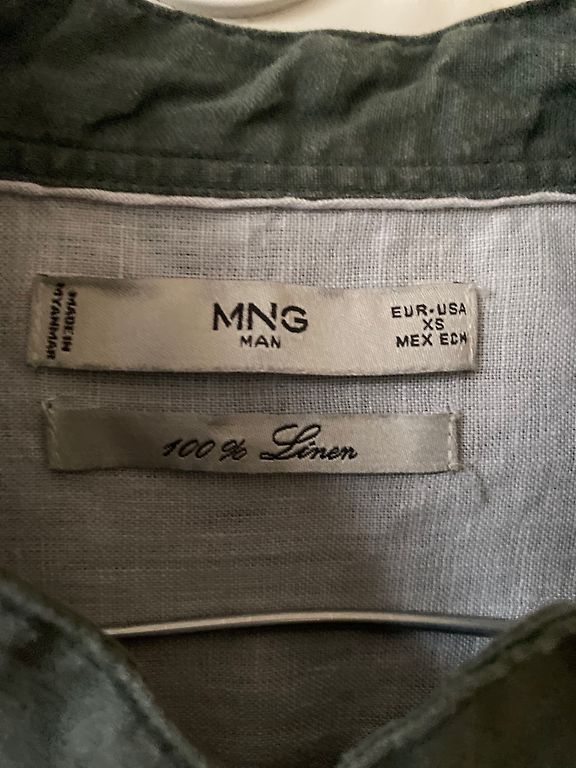 MADE IN
MYANMAR
MNG
MAN
EUR-USA
XS
MEX ECH
100% Linen